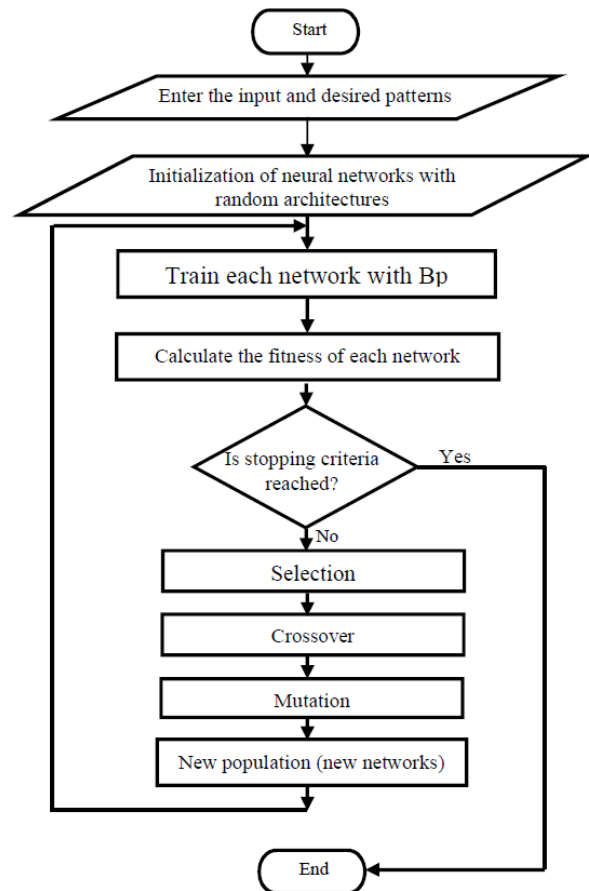 Start
Enter the input and desired patterns
Initialization of neural networks with
random architectures
Train each network with Bp
Calculate the fitness of each network
Is stopping criteria
reached?
Yes
No
Selection
Crossover
Mutation
New population (new networks)
End